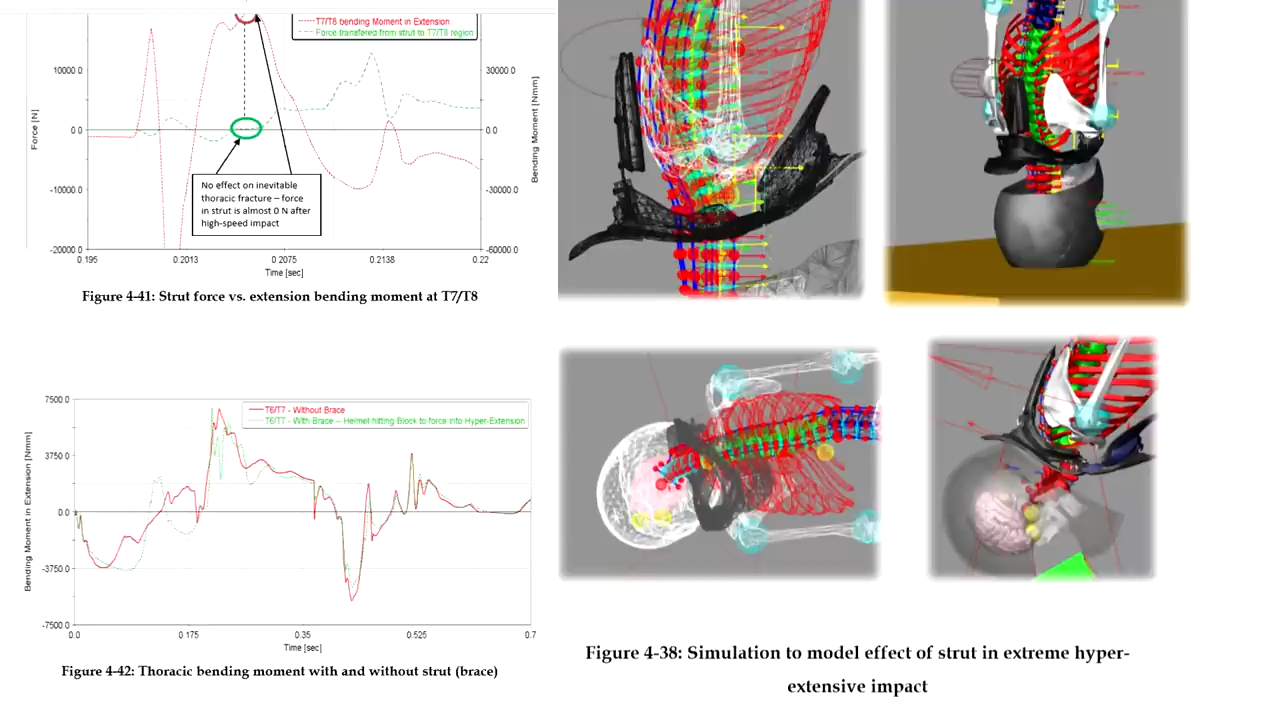 T7/T8 bending Moment in Extension
Force transfered from strut to T7/T8 region
10000.0
0.0
-10000.0
-20000.0
Force [N]
30000.0
0.0
-30000.0
-60000.0
Bending Moment [Nmm]
No effect on inevitable
thoracic fracture – force
in strut is almost 0 N after
high-speed impact
0.195
0.2013
0.2075
0.2138
0.22
Time [sec]
Figure 4-41: Strut force vs. extension bending moment at T7/T8
T6/T7 - Without Brace
T6/T7 - With Brace -- Helmet hitting Block to force into Hyper-Extension
7500.0
3750.0
0.0
-3750.0
-7500.0
Bending Moment in Extension [Nmm]
0.0
0.175
0.35
0.525
0.7
Time [sec]
Figure 4-42: Thoracic bending moment with and without strut (brace)
Figure 4-38: Simulation to model effect of strut in extreme hyper-
extensive impact